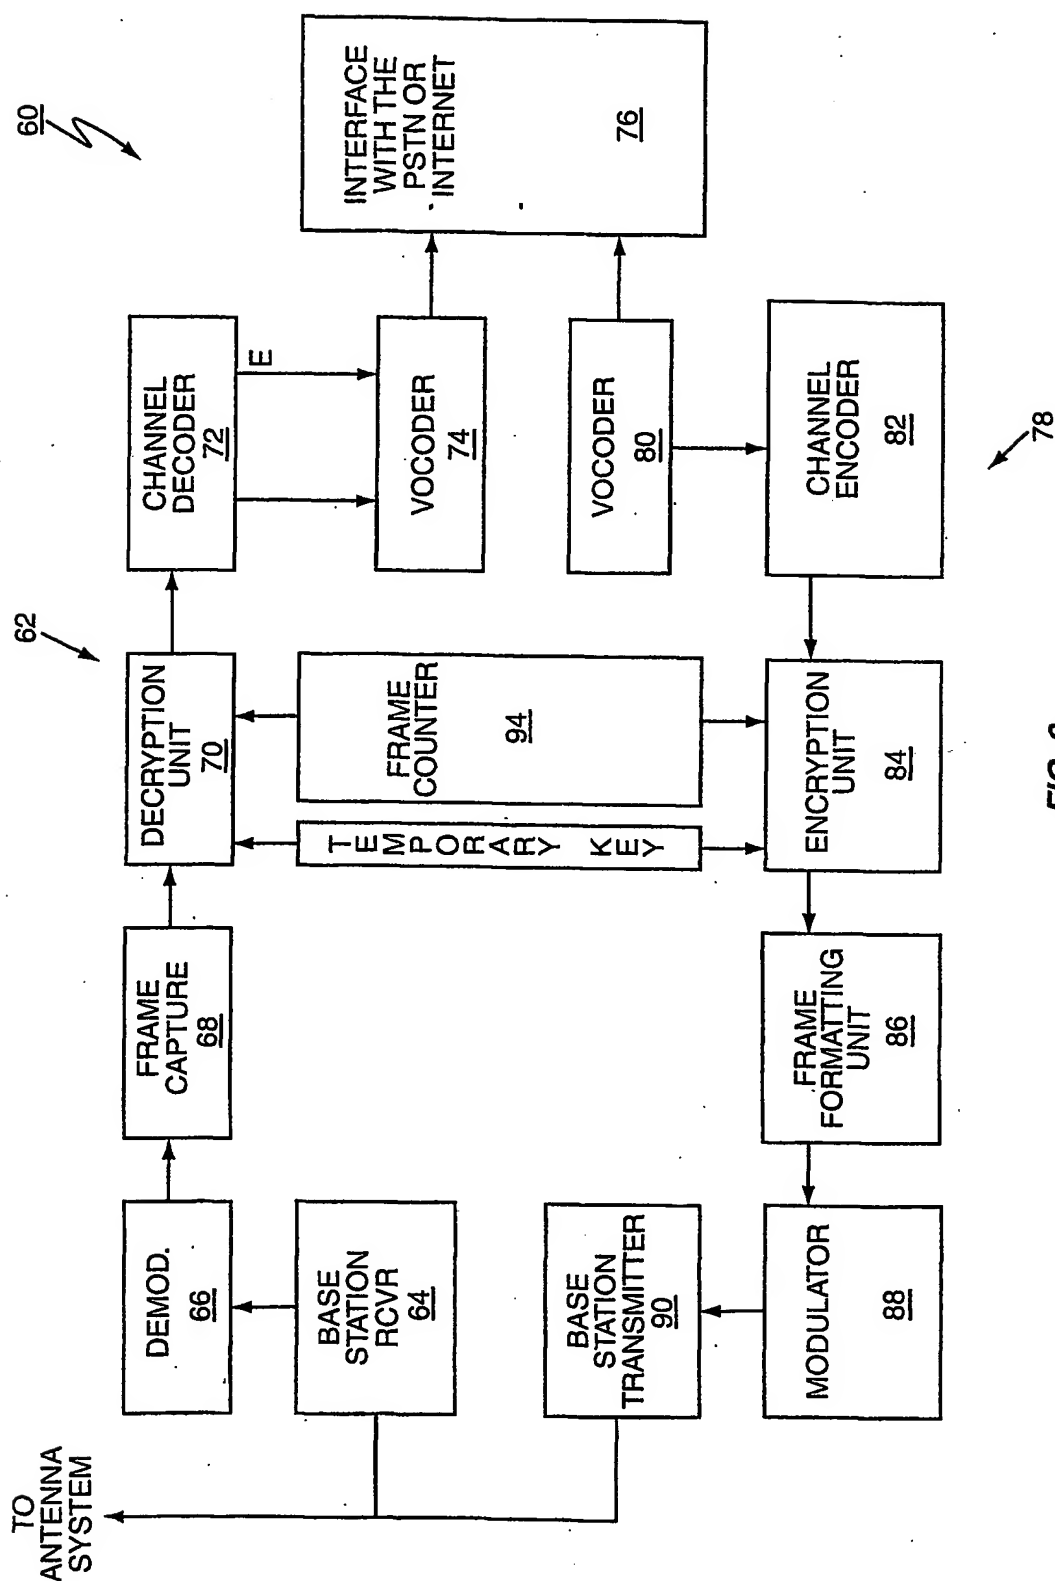 60
62
TO
ANTENNA
SYSTEM
DEMOD.
66
FRAME
CAPTURE
68
DECRYPTION
UNIT
70
CHANNEL
DECODER
72
E
BASE
STATION
RCVR
64
TEMPORARY KEY
FRAME
COUNTER
94
VOCODER
74
INTERFACE
WITH THE
PSTN OR
INTERNET
76
BASE
STATION
TRANSMITTER
90
VOCODER
80
MODULATOR
88
FRAME
FORMATTING
UNIT
86
ENCRYPTION
UNIT
84
CHANNEL
ENCODER
82
78